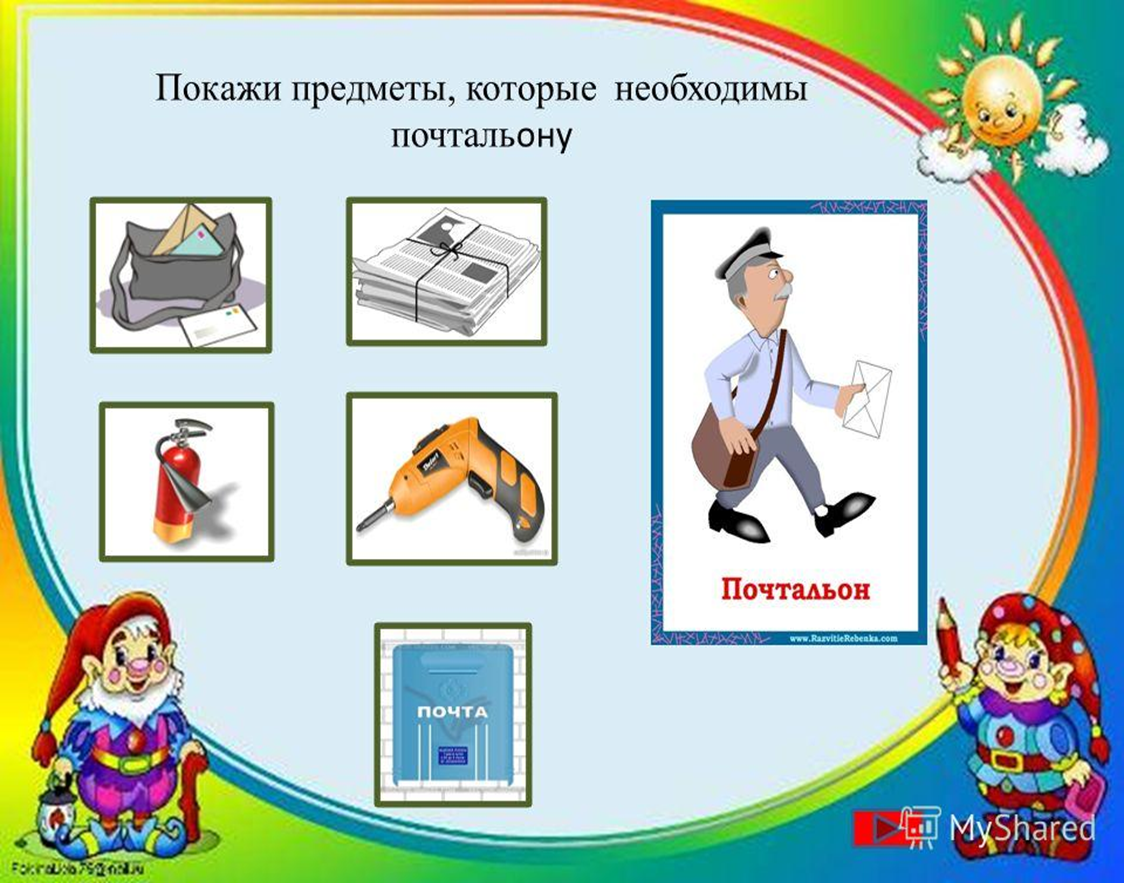 Покажи предметы, которые необходимы
почтальону
ПОЧТА
Почтальон
www.RazvitieRebenka.com
MyShared